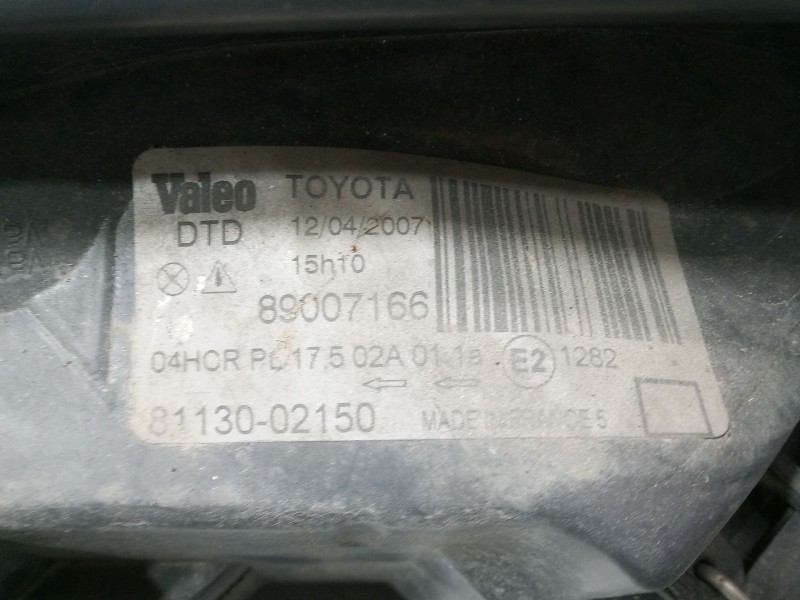 Valeo TOYOTA
DTD 12/04/2007
15h10
89007166
04HCR PL 17.5 02A 01 1a E2 1282
81130-02150 MADE IN FRANCE 5